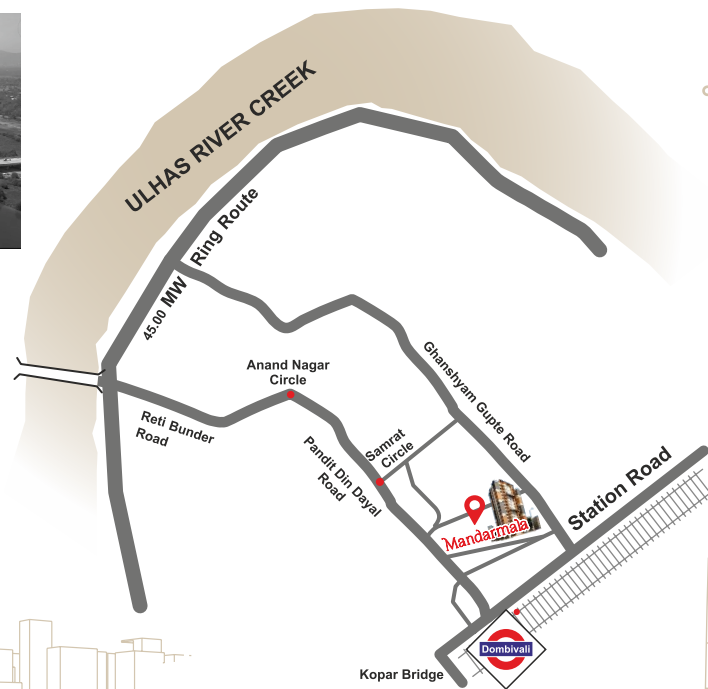 ULHAS RIVER CREEK
45.00 MW Ring Route
Anand Nagar
Circle
Reti Bunder
Road
Ghanshyam Gupte Road
Samrat
Circle
Pandit Din Dayal
Road
Mandarmala
Station Road
Dombivali
Kopar Bridge